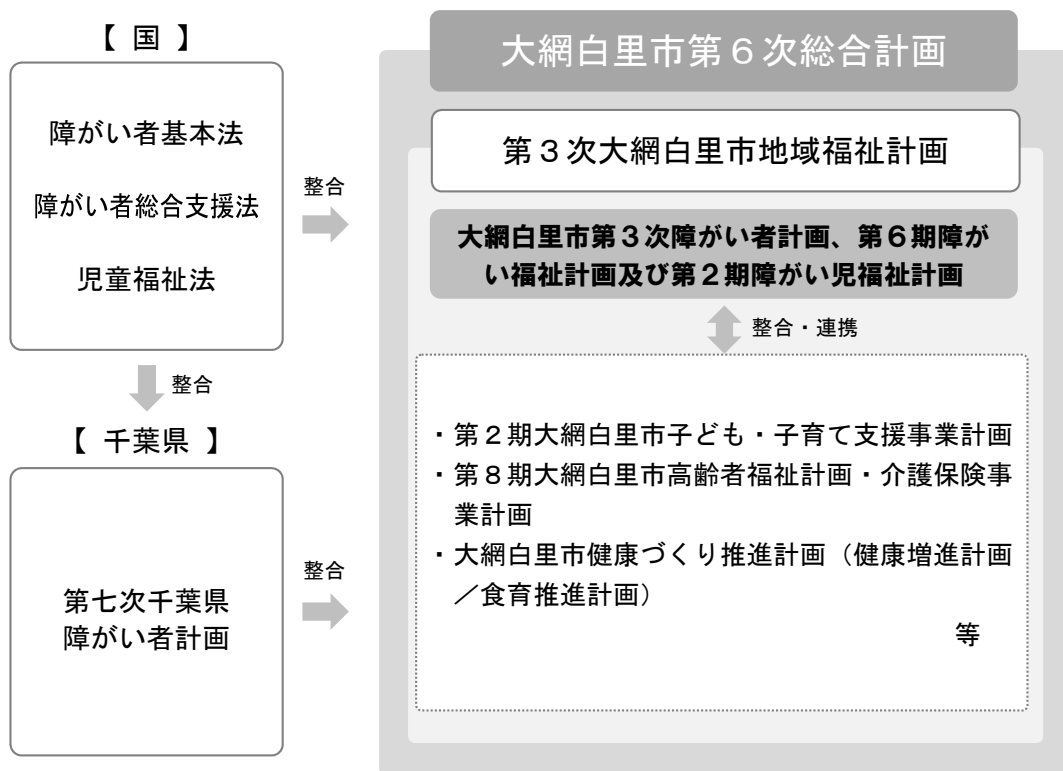 【 国 】
障がい者基本法
障がい者総合支援法
児童福祉法
整合
整合
【 千葉県 】
第七次千葉県
障がい者計画
整合
大網白里市第６次総合計画
第３次大網白里市地域福祉計画
大網白里市第３次障がい者計画、第６期障が
い福祉計画及び第２期障がい児福祉計画
整合・連携
・第２期大網白里市子ども・子育て支援事業計画
・第８期大網白里市高齢者福祉計画・介護保険事
業計画
・大網白里市健康づくり推進計画（健康増進計画
／食育推進計画）
等